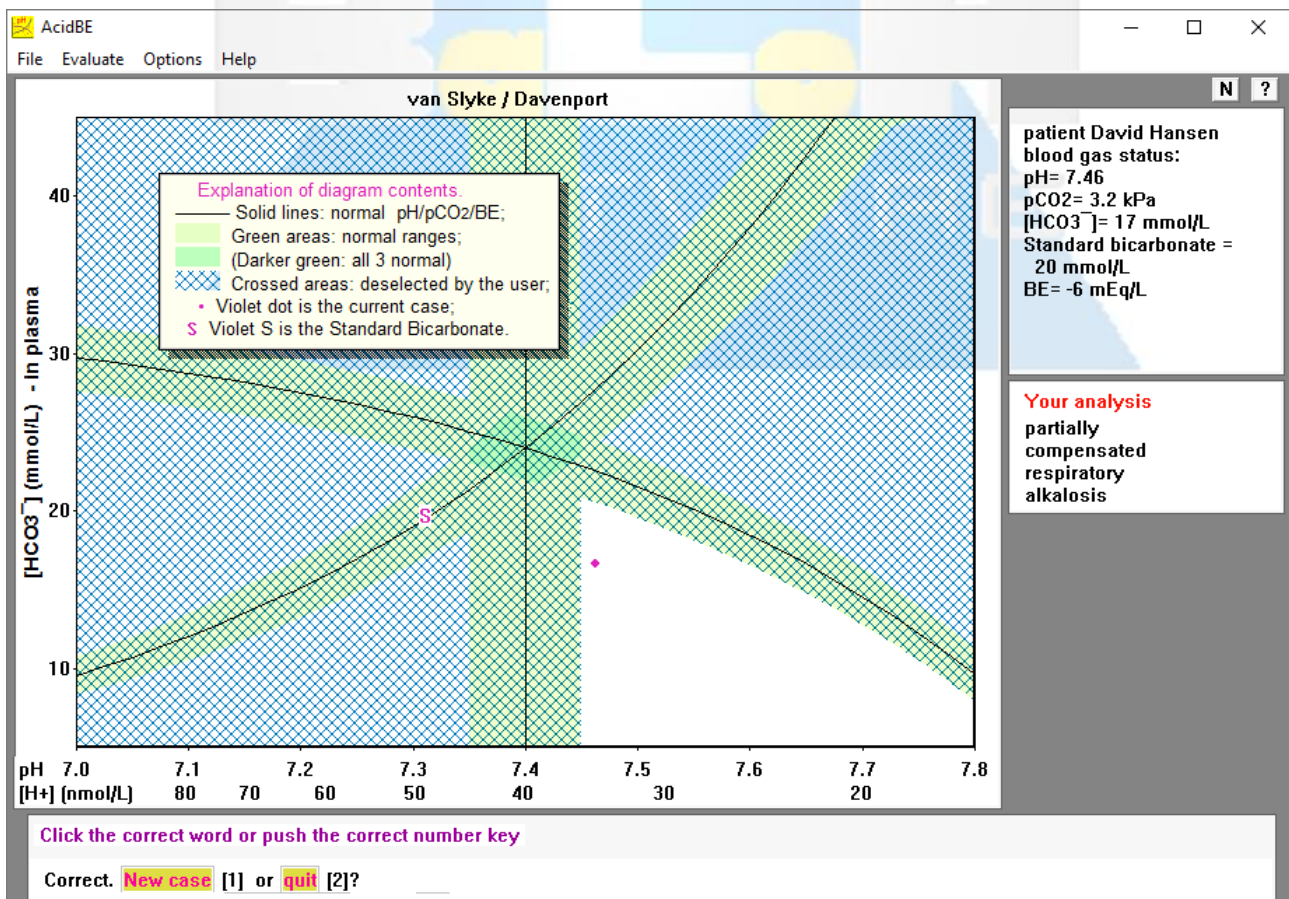 AcidBE
File Evaluate Options Help
N ?
van Slyke / Davenport
Explanation of diagram contents.
Solid lines: normal pH/pCO2/BE;
Green areas: normal ranges;
(Darker green: all 3 normal)
Crossed areas: deselected by the user;
Violet dot is the current case;
S Violet S is the Standard Bicarbonate.
[HCO3¯] (mmol/L) - In plasma
40
30
20
10
S
pH 7.0 7.1 7.2 7.3 7.4 7.5 7.6 7.7 7.8
[H+] (nmol/L) 80 70 60 50 40 30 20
patient David Hansen
blood gas status:
pH= 7.46
pCO2= 3.2 kPa
[HCO3¯]= 17 mmol/L
Standard bicarbonate =
20 mmol/L
BE= -6 mEq/L
Your analysis
partially
compensated
respiratory
alkalosis
Click the correct word or push the correct number key
Correct. New case [1] or quit [2]?